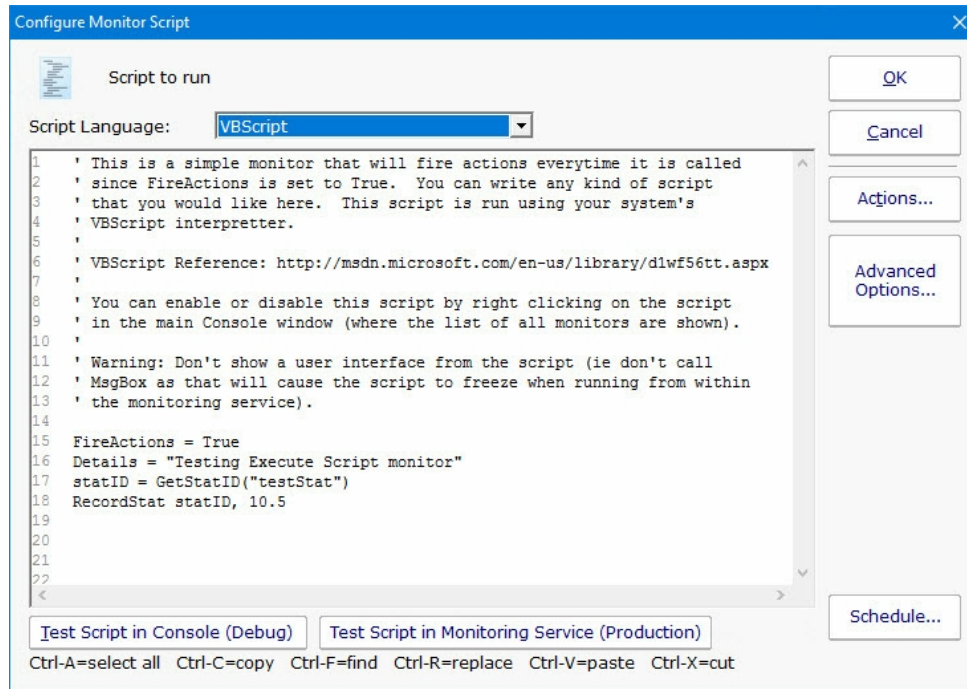 Configure Monitor Script
Script to run
OK
Script Language:
VBScript
Cancel
1 ' This is a simple monitor that will fire actions everytime it is called
2 ' since FireActions is set to True.  You can write any kind of script
3 ' that you would like here.  This script is run using your system's
4 ' VBScript interpretter.
5 '
6 ' VBScript Reference: http://msdn.microsoft.com/en-us/library/d1wf56tt.aspx
7 '
8 ' You can enable or disable this script by right clicking on the script
9 ' in the main Console window (where the list of all monitors are shown).
10 '
11 ' Warning: Don't show a user interface from the script (ie don't call
12 ' MsgBox as that will cause the script to freeze when running from within
13 ' the monitoring service).
14
15 FireActions = True
16 Details = "Testing Execute Script monitor"
17 statID = GetStatID("testStat")
18 RecordStat statID, 10.5
19
20
21
22
Actions...
Advanced
Options...
Schedule...
Test Script in Console (Debug)
Test Script in Monitoring Service (Production)
Ctrl-A=select all   Ctrl-C=copy   Ctrl-F=find   Ctrl-R=replace   Ctrl-V=paste   Ctrl-X=cut